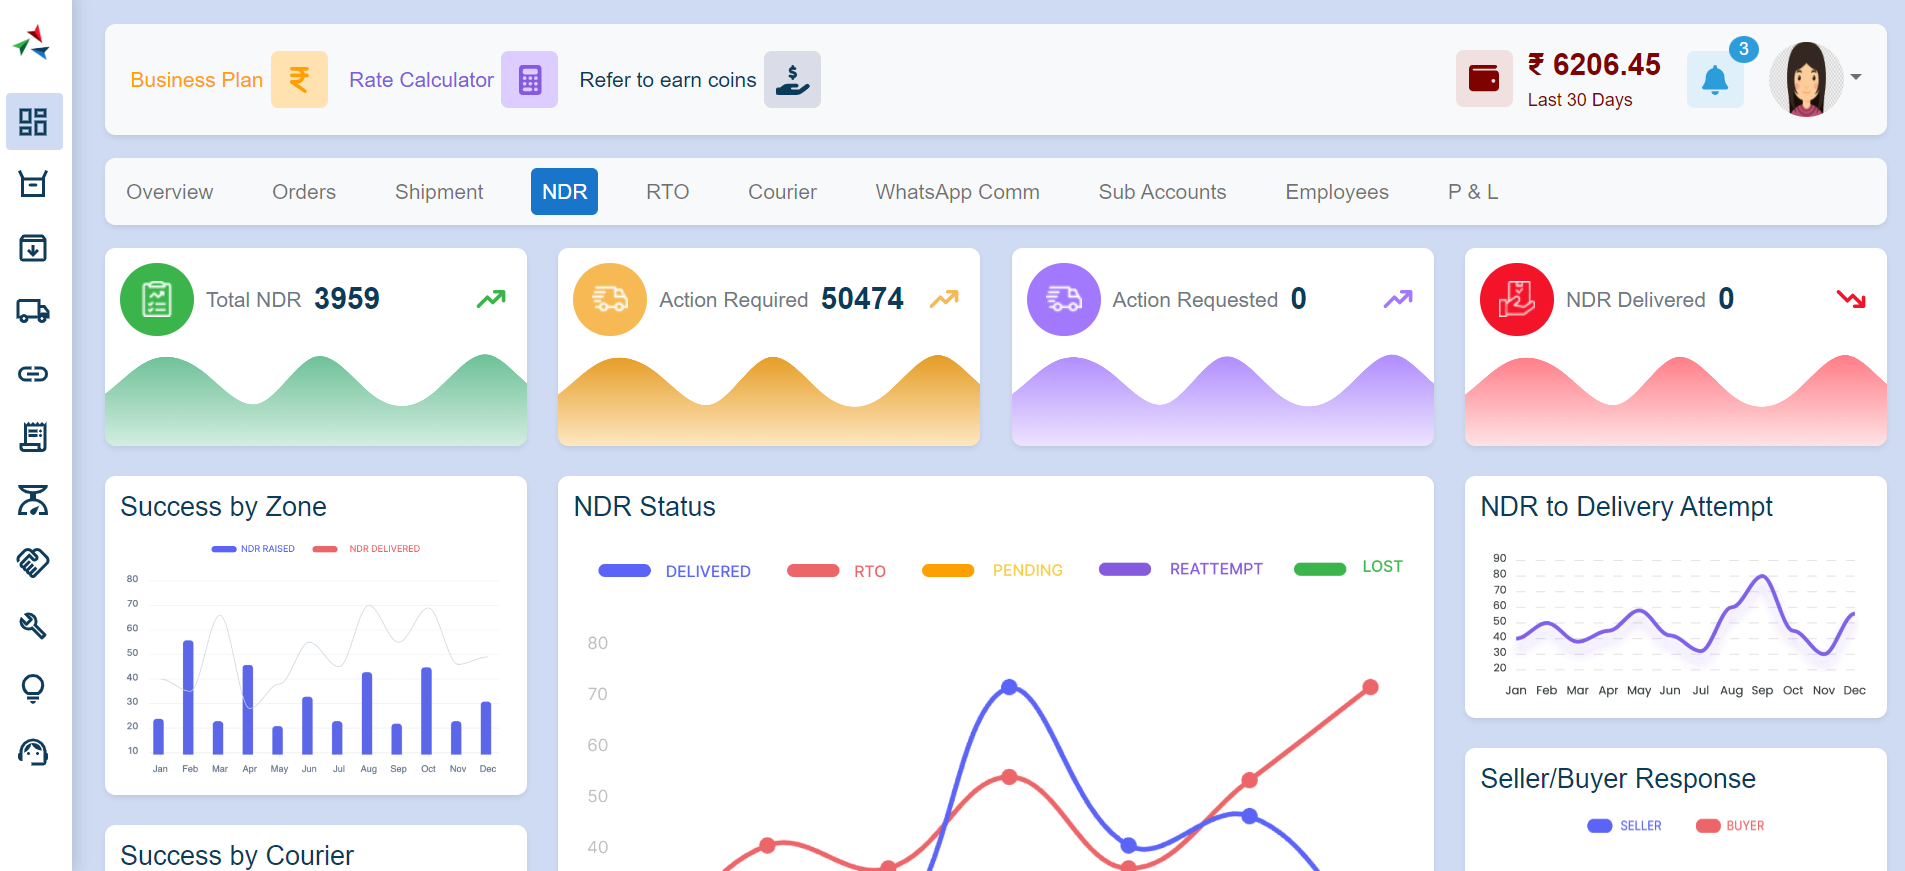 Business Plan
Rate Calculator
Refer to earn coins
₹ 6206.45
Last 30 Days
3
Overview Orders Shipment NDR RTO Courier WhatsApp Comm Sub Accounts Employees P & L
Total NDR 3959
Action Required 50474
Action Requested 0
NDR Delivered 0
Success by Zone
NDR RAISED NDR DELIVERED
80
70
60
50
40
30
20
10
Jan Feb Mar Apr May Jun Jul Aug Sep Oct Nov Dec
Success by Courier
NDR Status
DELIVERED RTO PENDING REATTEMPT LOST
80
70
60
50
40
NDR to Delivery Attempt
90
80
70
60
50
40
30
20
Jan Feb Mar Apr May Jun Jul Aug Sep Oct Nov Dec
Seller/Buyer Response
SELLER BUYER